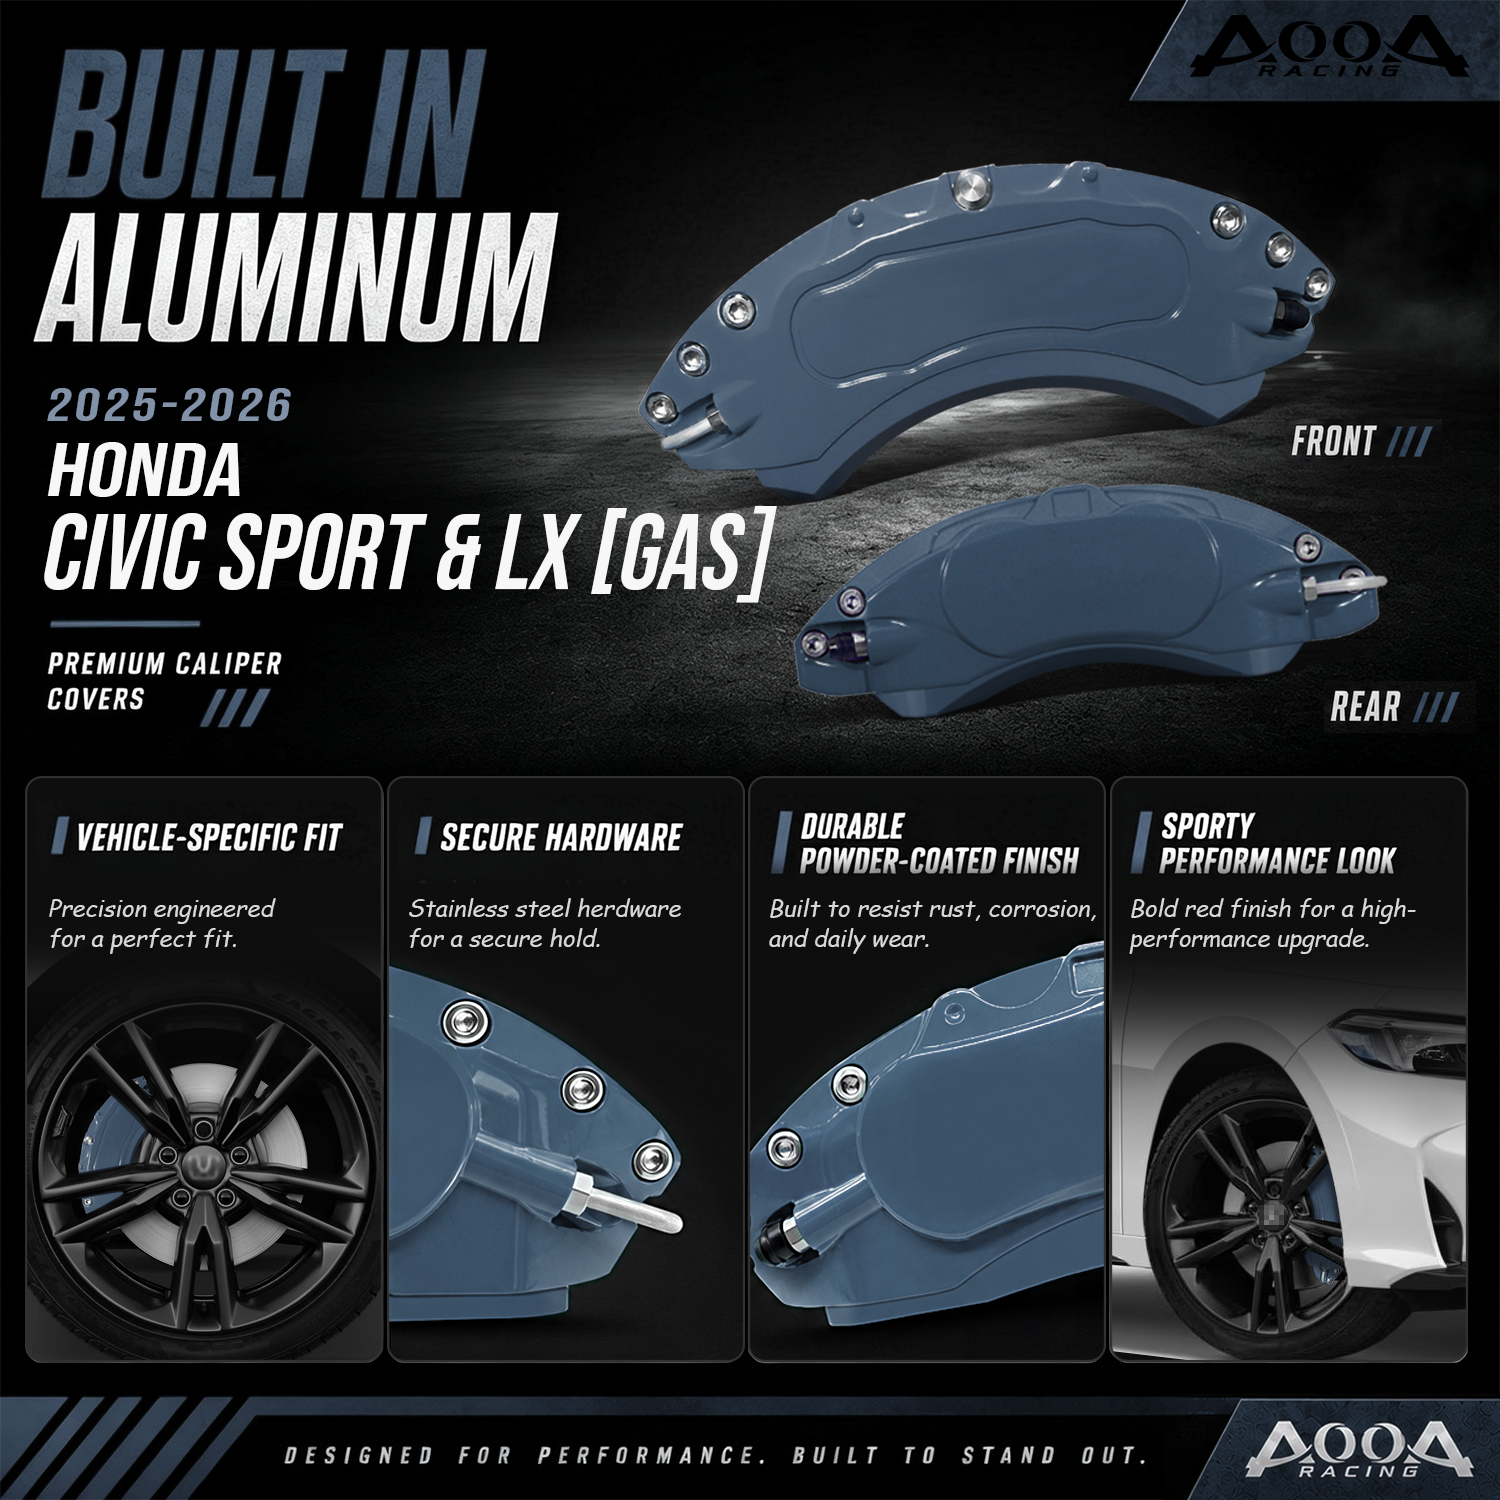 AOOA
RACING
BUILT IN
ALUMINUM
2025-2026
HONDA
CIVIC SPORT & LX [GAS]
PREMIUM CALIPER
COVERS
FRONT
REAR
VEHICLE-SPECIFIC FIT
Precision engineered
for a perfect fit.
SECURE HARDWARE
Stainless steel herdware
for a secure hold.
DURABLE
POWDER-COATED FINISH
Built to resist rust, corrosion,
and daily wear.
SPORTY
PERFORMANCE LOOK
Bold red finish for a high-
performance upgrade.
DESIGNED FOR PERFORMANCE. BUILT TO STAND OUT.
AOOA
RACING